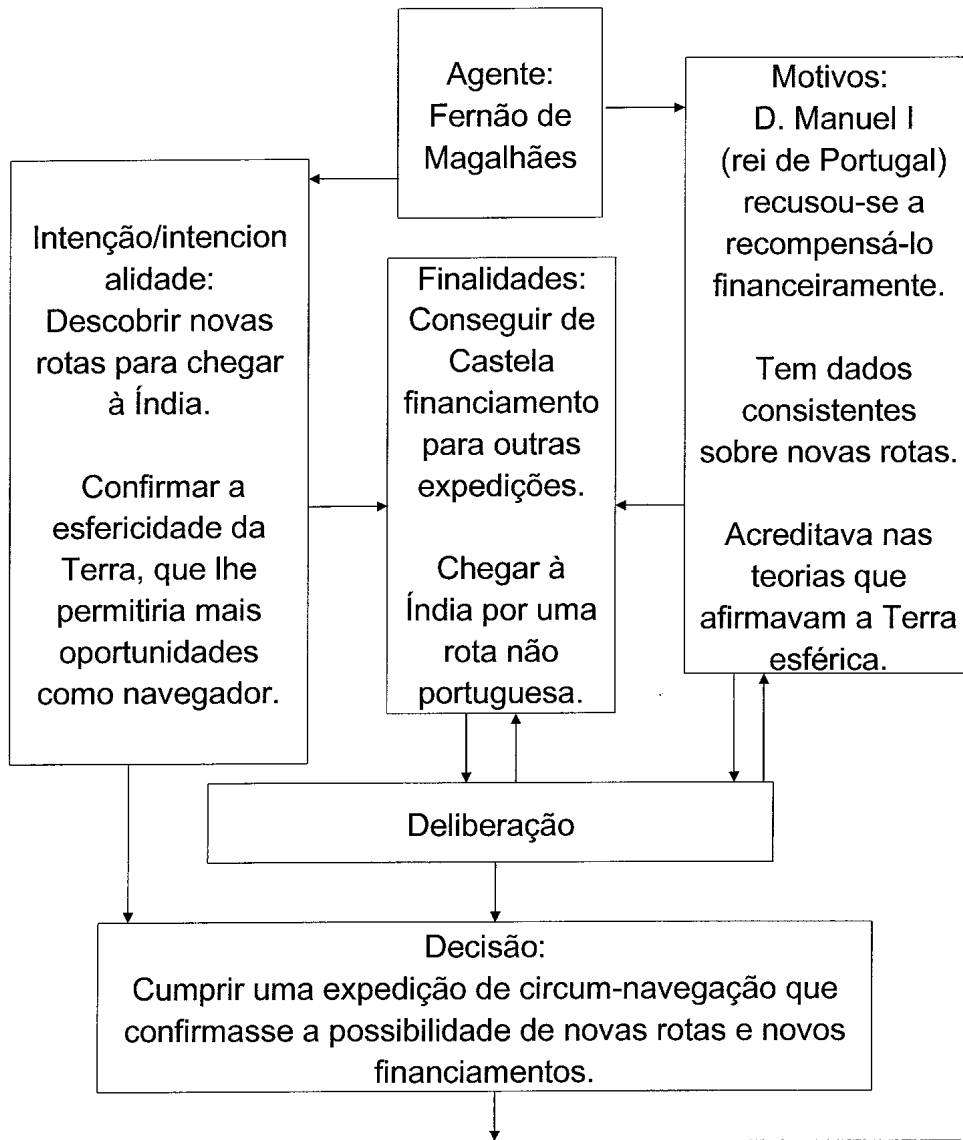 Agente:
Fernão de
Magalhães
Motivos:
D. Manuel I
(rei de Portugal)
recusou-se a
recompensá-lo
financeiramente.
Tem dados
consistentes
sobre novas rotas.
Acreditava nas
teorias que
afirmavam a Terra
esférica.
Intenção/intencion
alidade:
Descobrir novas
rotas para chegar
à Índia.
Confirmar a
esfericidade da
Terra, que lhe
permitiria mais
oportunidades
como navegador.
Finalidades:
Conseguir de
Castela
financiamento
para outras
expedições.
Chegar à
Índia por uma
rota não
portuguesa.
Deliberação
Decisão:
Cumprir uma expedição de circum-navegação que
confirmasse a possibilidade de novas rotas e novos
financiamentos.